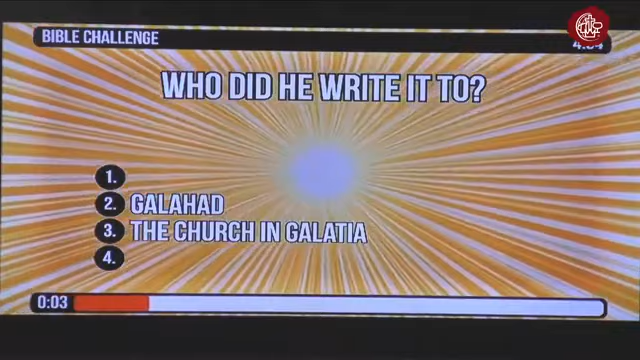 BIBLE CHALLENGE
WHO DID HE WRITE IT TO?
1.
2. GALAHAD
3. THE CHURCH IN GALATIA
4.
0:03